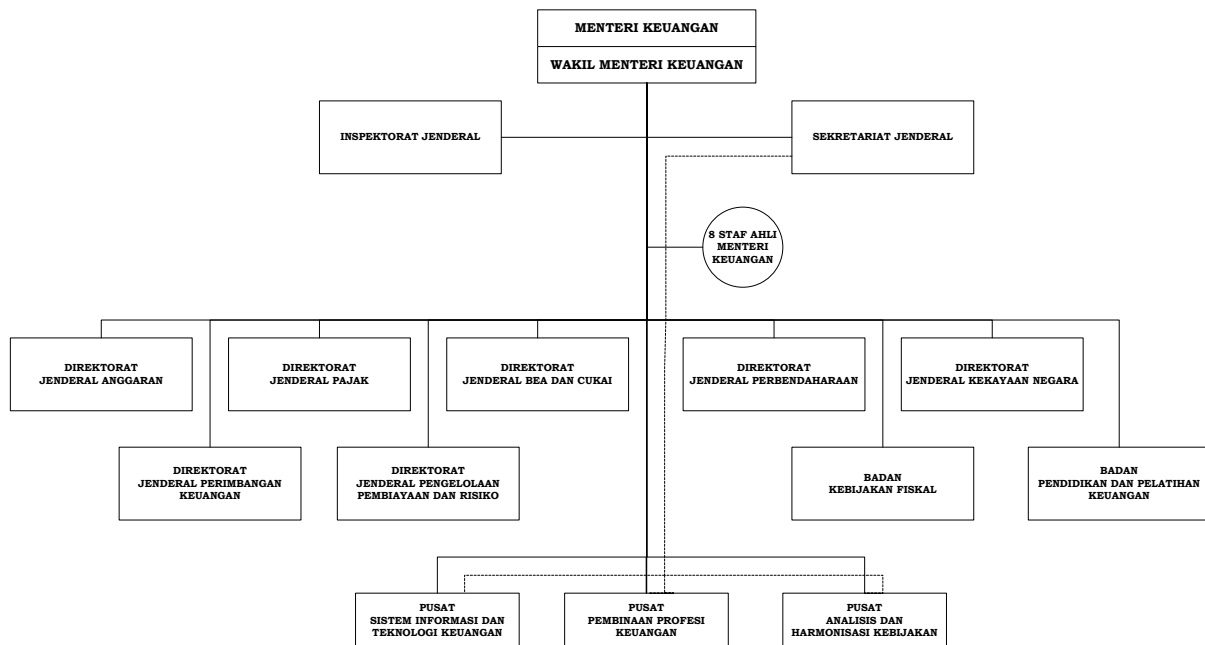 MENTERI KEUANGAN
WAKIL MENTERI KEUANGAN
INSPEKTORAT JENDERAL
SEKRETARIAT JENDERAL
8 STAF AHLI
MENTERI
KEUANGAN
DIREKTORAT
JENDERAL ANGGARAN
DIREKTORAT
JENDERAL PAJAK
DIREKTORAT
JENDERAL BEA DAN CUKAI
DIREKTORAT
JENDERAL PERBENDAHARAAN
DIREKTORAT
JENDERAL KEKAYAAN NEGARA
DIREKTORAT
JENDERAL PERIMBANGAN
KEUANGAN
DIREKTORAT
JENDERAL PENGELOLAAN
PEMBIAYAAN DAN RISIKO
BADAN
KEBIJAKAN FISKAL
BADAN
PENDIDIKAN DAN PELATIHAN
KEUANGAN
PUSAT
SISTEM INFORMASI DAN
TEKNOLOGI KEUANGAN
PUSAT
PEMBINAAN PROFESI
KEUANGAN
PUSAT
ANALISIS DAN
HARMONISASI KEBIJAKAN